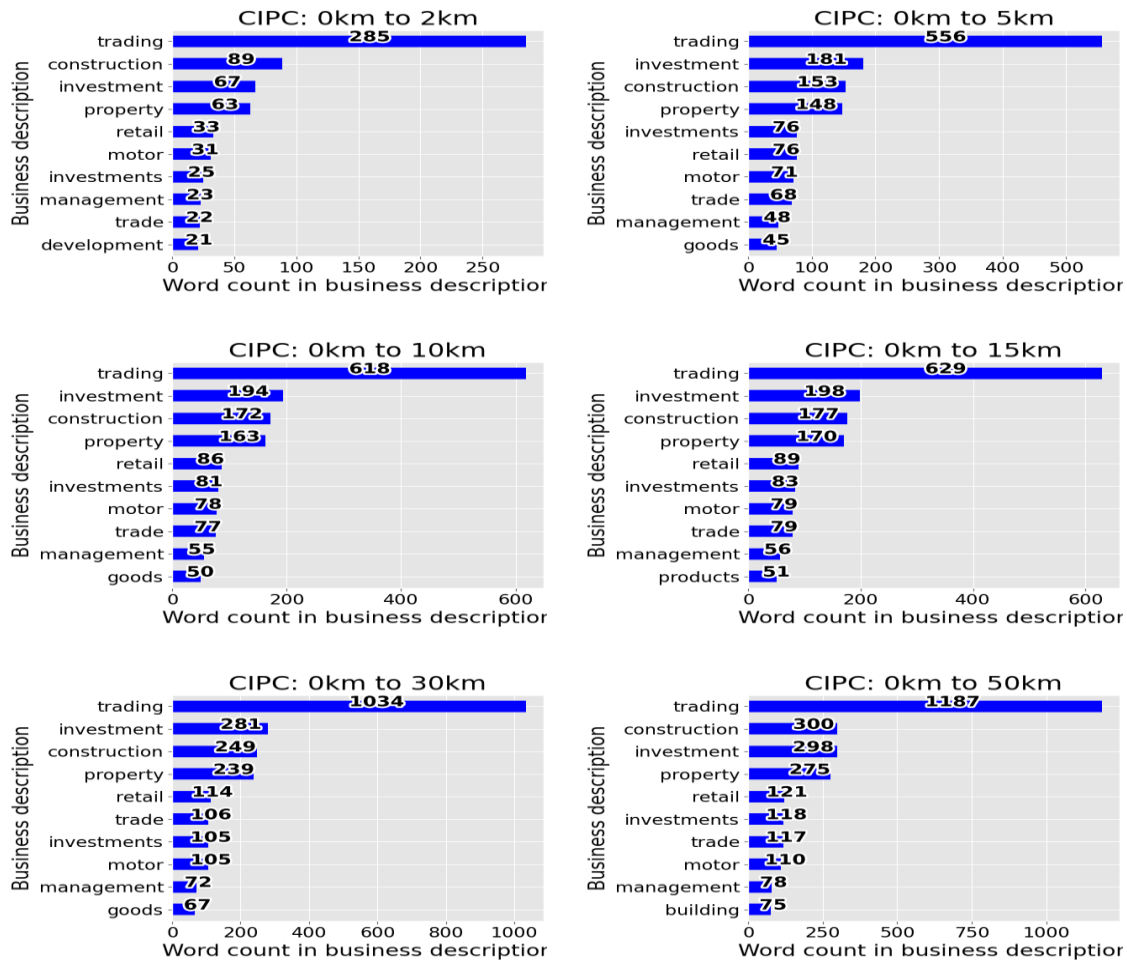 CIPC: 0km to 2km
Business description
trading 285
construction 89
investment 67
property 63
retail 33
motor 31
investments 25
management 23
trade 22
development 21
0 50 100 150 200 250
Word count in business description
CIPC: 0km to 5km
Business description
trading 556
investment 181
construction 153
property 148
investments 76
retail 76
motor 71
trade 68
management 48
goods 45
0 100 200 300 400 500
Word count in business description
CIPC: 0km to 10km
Business description
trading 618
investment 194
construction 172
property 163
retail 86
investments 81
motor 78
trade 77
management 55
goods 50
0 200 400 600
Word count in business description
CIPC: 0km to 15km
Business description
trading 629
investment 198
construction 177
property 170
retail 89
investments 83
motor 79
trade 79
management 56
products 51
0 200 400 600
Word count in business description
CIPC: 0km to 30km
Business description
trading 1034
investment 281
construction 249
property 239
retail 114
trade 106
investments 105
motor 105
management 72
goods 67
0 200 400 600 800 1000
Word count in business description
CIPC: 0km to 50km
Business description
trading 1187
construction 300
investment 298
property 275
retail 121
investments 118
trade 117
motor 110
management 78
building 75
0 250 500 750 1000
Word count in business description